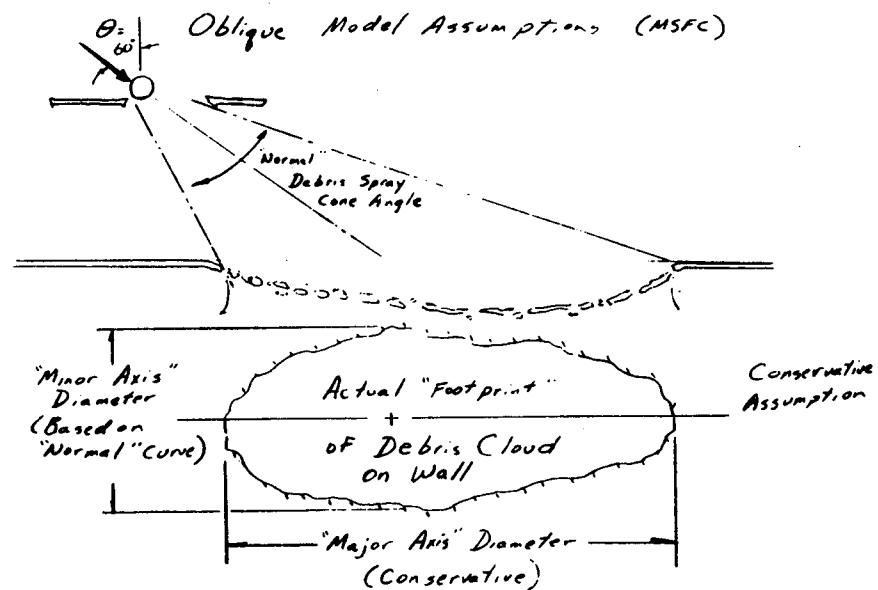 Oblique Model Assumptions (MSFC)
θ=
60°
"Normal"
Debris Spray
Cone Angle
"Minor Axis"
Diameter
(Based on
"Normal" Curve)
Actual "Footprint"
of Debris Cloud
on Wall
Conservative
Assumption
"Major Axis" Diameter
(Conservative)